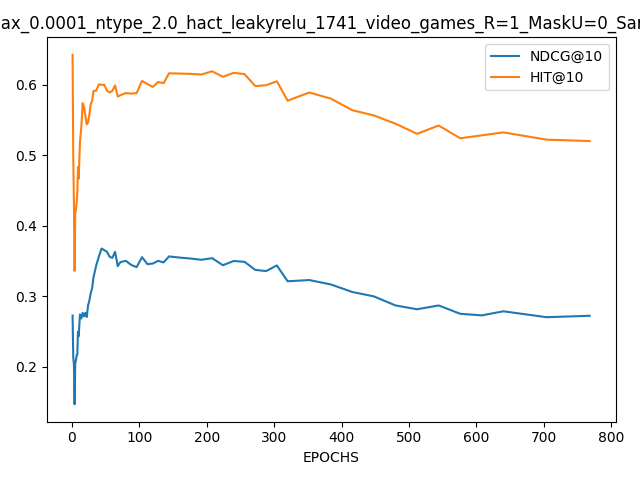 ax_0.0001_ntype_2.0_hact_leakyrelu_1741_video_games_R=1_MaskU=0_Sar
NDCG@10
HIT@10
0.6
0.5
0.4
0.3
0.2
0 100 200 300 400 500 600 700 800
EPOCHS